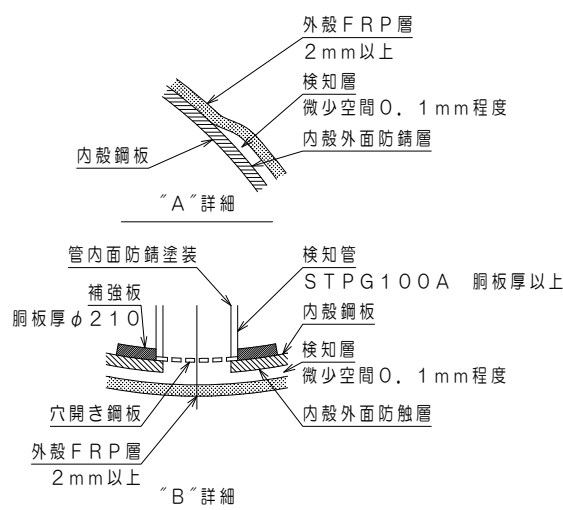 外殻ＦＲＰ層
２ｍｍ以上
検知層
微少空間０．１ｍｍ程度
内殻外面防錆層
内殻鋼板
"Ａ"詳細
管内面防錆塗装
検知管
ＳＴＰＧ１００Ａ　胴板厚以上
補強板
胴板厚φ２１０
内殻鋼板
検知層
微少空間０．１ｍｍ程度
穴開き鋼板
内殻外面防触層
外殻ＦＲＰ層
２ｍｍ以上
"Ｂ"詳細